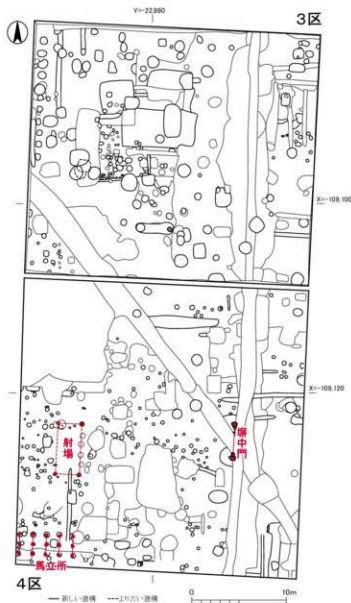 Y=-22,860
3区
X=-109,100
X=-109,120
射場
塀中門
馬立所
4区
新しい遺構
より古い遺構
0
10m